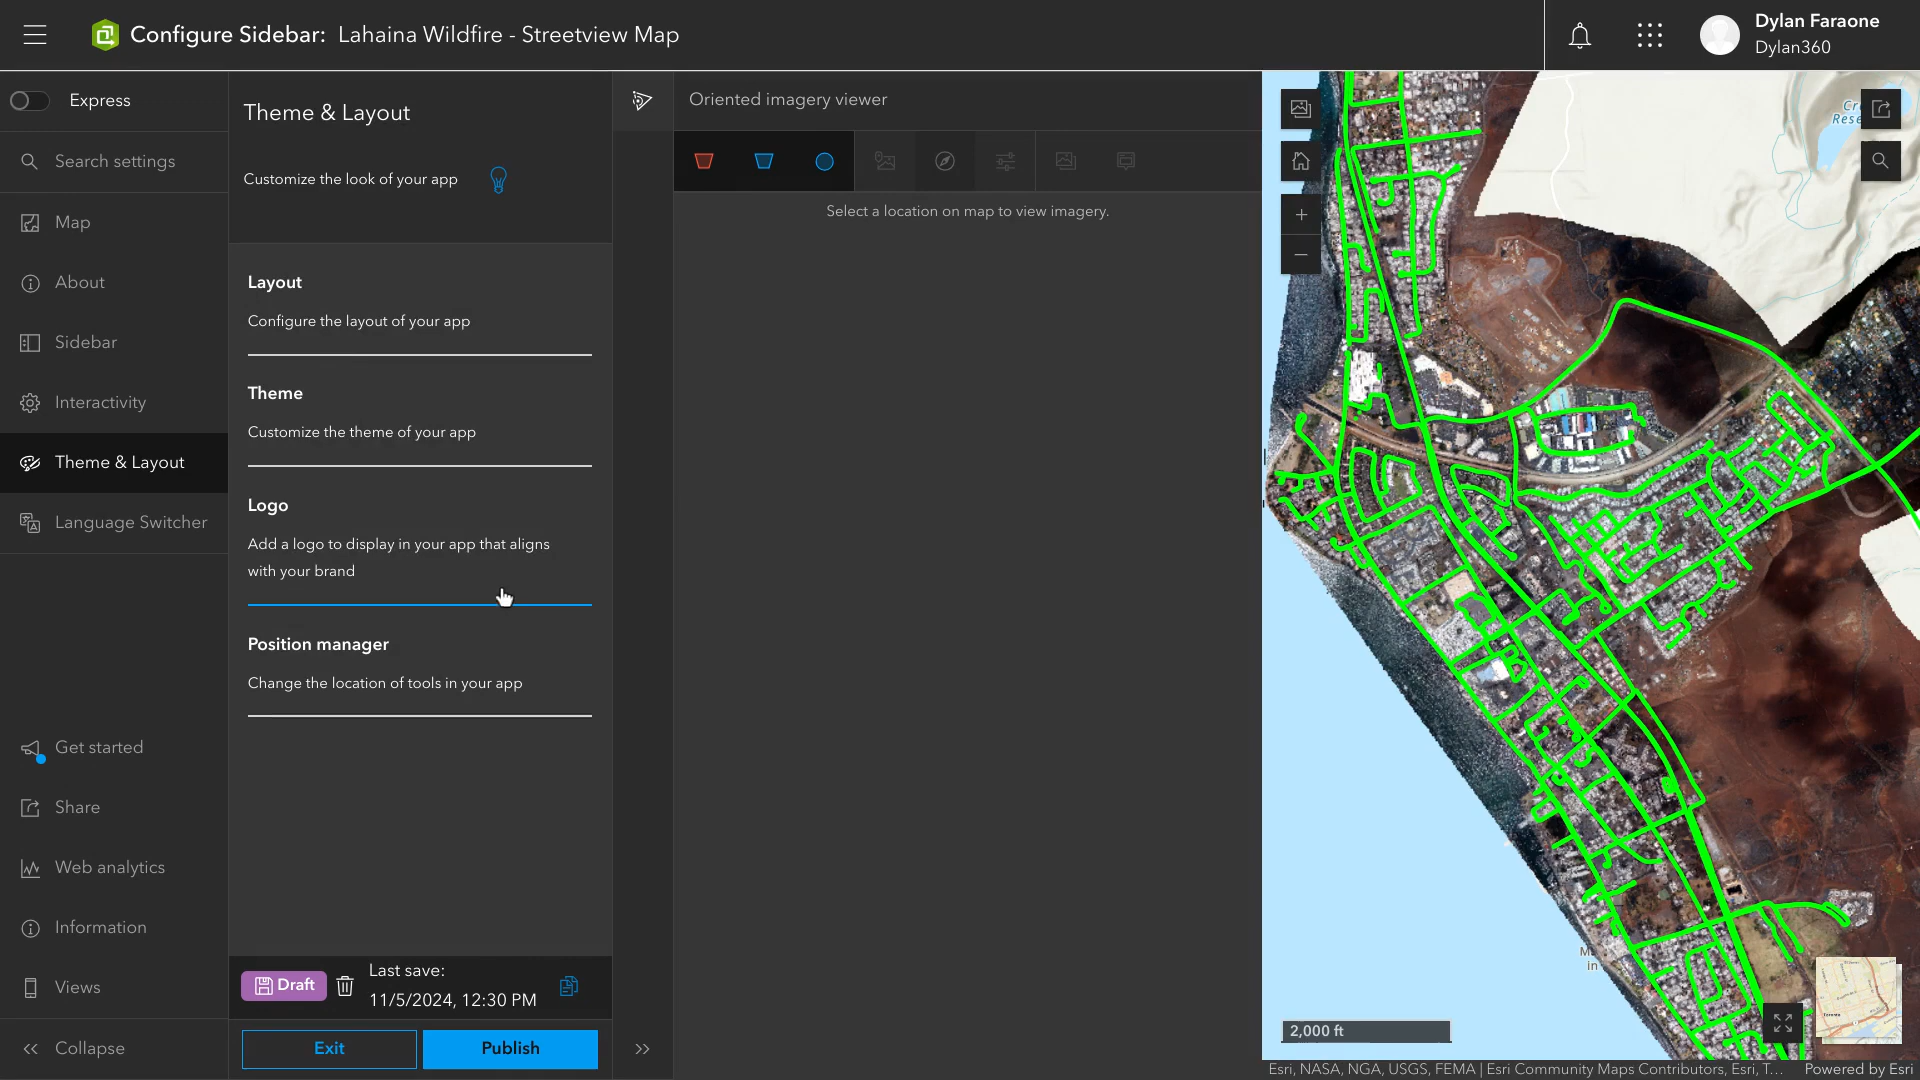 Configure Sidebar: Lahaina Wildfire - Streetview Map
Dylan Faraone
Dylan360
Express
Search settings
Map
About
Sidebar
Interactivity
Theme & Layout
Language Switcher
Get started
Share
Web analytics
Information
Views
Collapse
Theme & Layout
Customize the look of your app
Layout
Configure the layout of your app
Theme
Customize the theme of your app
Logo
Add a logo to display in your app that aligns
with your brand
Position manager
Change the location of tools in your app
Draft
Last save:
11/5/2024, 12:30 PM
Exit
Publish
Oriented imagery viewer
Select a location on map to view imagery.
2,000 ft
Esri, NASA, NGA, USGS, FEMA | Esri Community Maps Contributors, Esri, T...
Powered by Esri